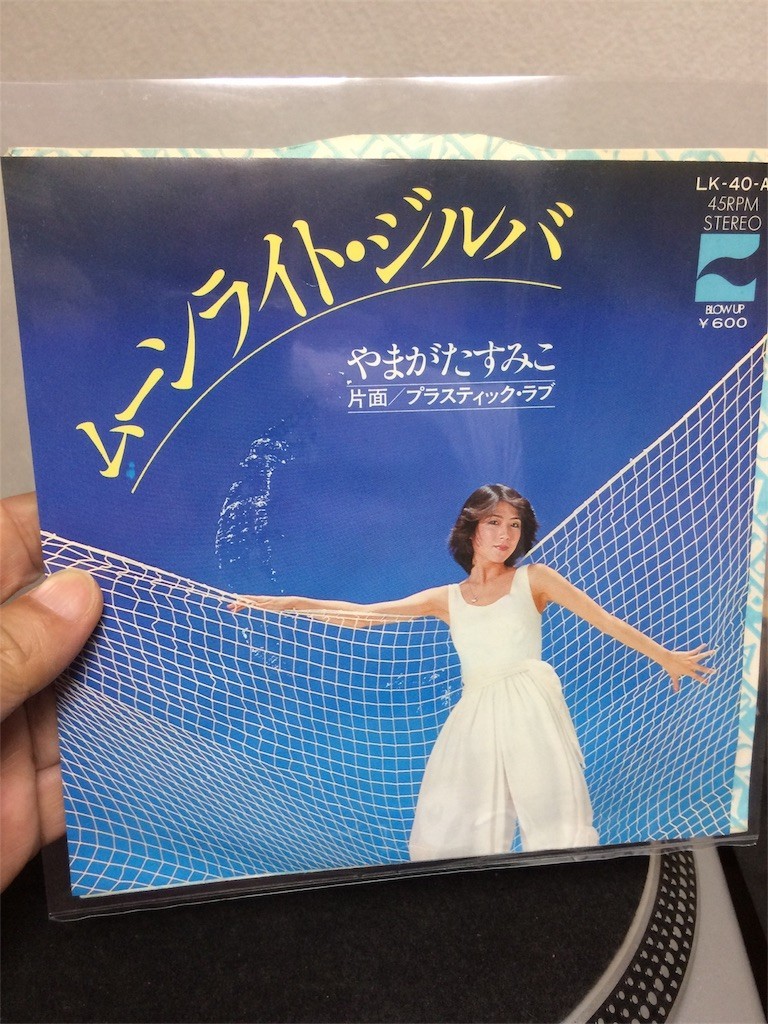 LK-40-A
45RPM
STEREO
BLOW UP
¥600
ムーンライト・ジルバ
やまがたすみこ
片面/プラスティック・ラブ